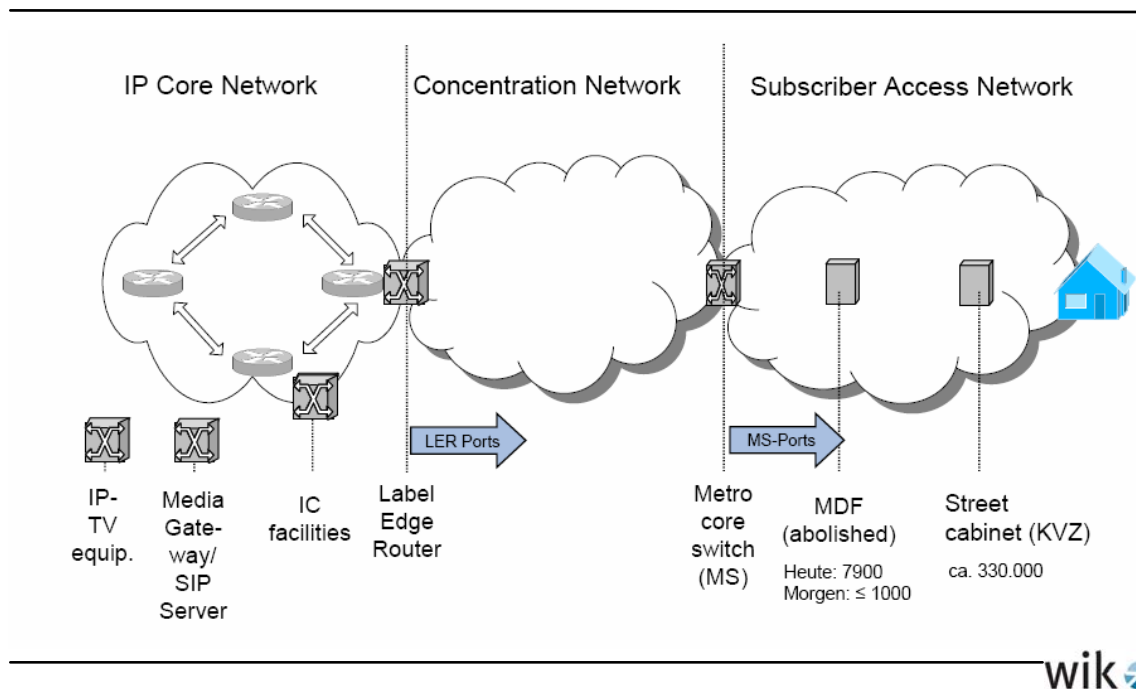 IP Core Network
Concentration Network
Subscriber Access Network
LER Ports
MS-Ports
IP-
TV
equip.
Media
Gate-
way/
SIP
Server
IC
facilities
Label
Edge
Router
Metro
core
switch
(MS)
MDF
(abolished)
Heute: 7900
Morgen: ≤ 1000
Street
cabinet (KVZ)
ca. 330.000
wik